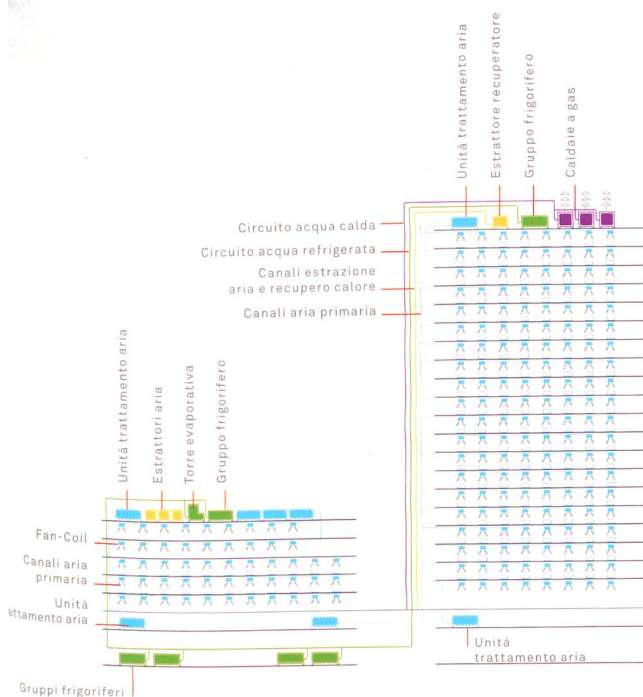 Unità trattamento aria
Estrattore recuperatore
Gruppo frigorifero
Caldaie a gas
Circuito acqua calda
Circuito acqua refrigerata
Canali estrazione
aria e recupero calore
Canali aria primaria
Unità trattamento aria
Estrattori aria
Torre evaporativa
Gruppo frigorifero
Fan-Coil
Canali aria
primaria
Unità
attamento aria
Unità
trattamento aria
Gruppi frigoriferi